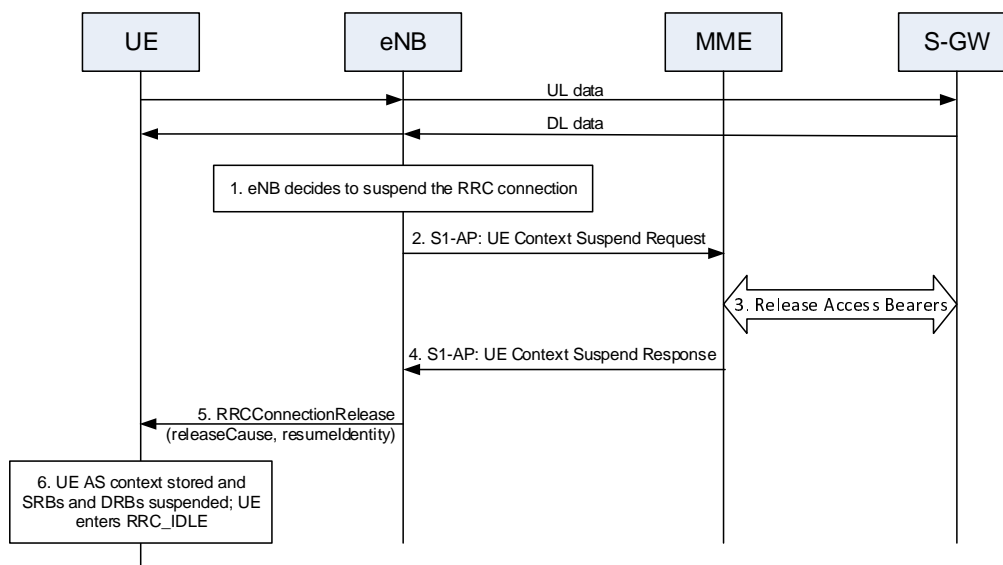 UE
eNB
MME
S-GW
UL data
DL data
1. eNB decides to suspend the RRC connection
2. S1-AP: UE Context Suspend Request
3. Release Access Bearers
4. S1-AP: UE Context Suspend Response
5. RRCConnectionRelease
(releaseCause, resumeIdentity)
6. UE AS context stored and
SRBs and DRBs suspended; UE
enters RRC_IDLE